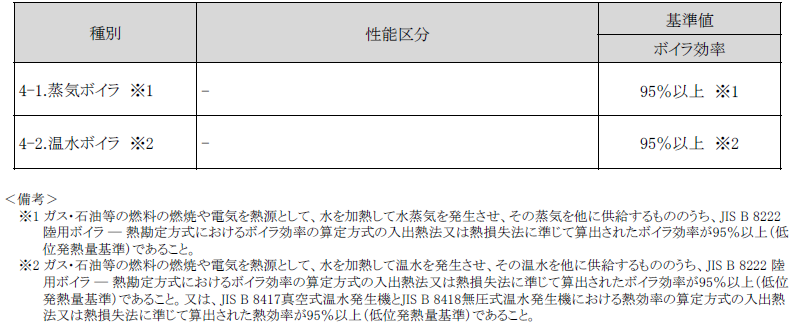 種別 性能区分 基準値
ボイラ効率
4-1.蒸気ボイラ ※1 - 95%以上 ※1
4-2.温水ボイラ ※2 - 95%以上 ※2
<備考>
※1 ガス・石油等の燃料の燃焼や電気を熱源として、水を加熱して水蒸気を発生させ、その蒸気を他に供給するもののうち、JIS B 8222
陸用ボイラ ― 熱勘定方式におけるボイラ効率の算定方式の入出熱法又は熱損失法に準じて算出されたボイラ効率が95%以上(低
位発熱量基準)であること。
※2 ガス・石油等の燃料の燃焼や電気を熱源として、水を加熱して温水を発生させ、その温水を他に供給するもののうち、JIS B 8222 陸
用ボイラ ― 熱勘定方式におけるボイラ効率の算定方式の入出熱法又は熱損失法に準じて算出されたボイラ効率が95%以上(低位
発熱量基準)であること。又は、JIS B 8417真空式温水発生機とJIS B 8418無圧式温水発生機における熱効率の算定方式の入出熱
法又は熱損失法に準じて算出された熱効率が95%以上(低位発熱量基準)であること。